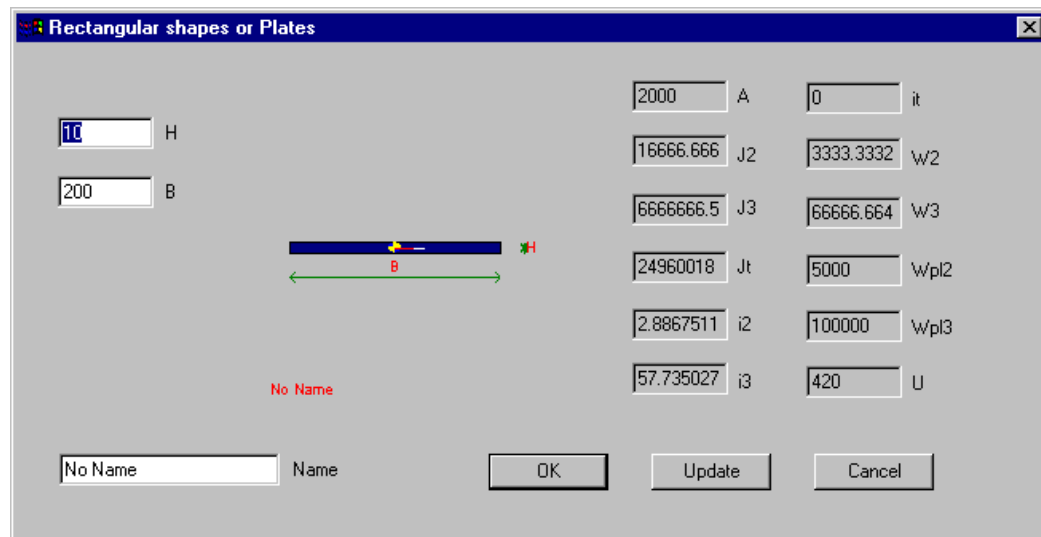 Rectangular shapes or Plates
10 H
200 B
2000 A 0 it
16666.666 J2 3333.3332 W2
6666666.5 J3 66666.664 W3
24960018 Jt 5000 Wpl2
2.8867511 i2 100000 Wpl3
57.735027 i3 420 U
H
B
No Name
No Name Name OK Update Cancel